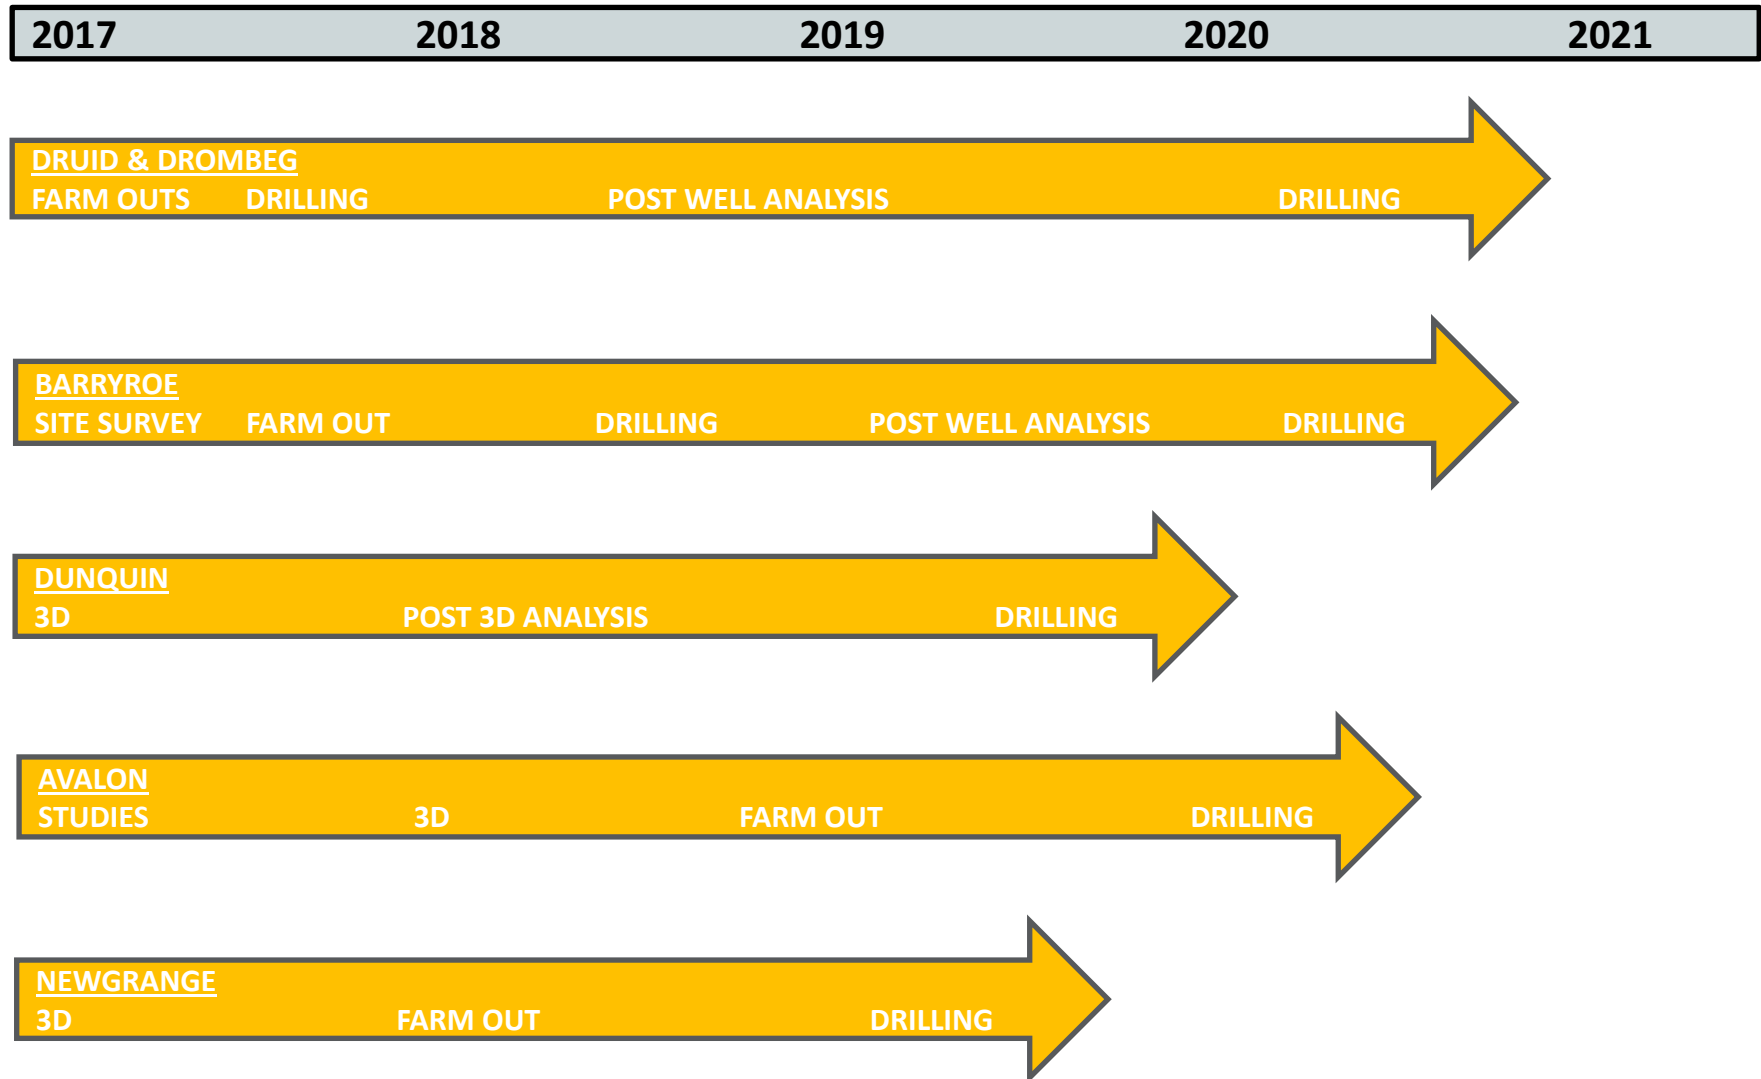 2017 2018 2019 2020 2021
DRUID & DROMBEG
FARM OUTS DRILLING POST WELL ANALYSIS DRILLING
BARRYROE
SITE SURVEY FARM OUT DRILLING POST WELL ANALYSIS DRILLING
DUNQUIN
3D POST 3D ANALYSIS DRILLING
AVALON
STUDIES 3D FARM OUT DRILLING
NEWGRANGE
3D FARM OUT DRILLING